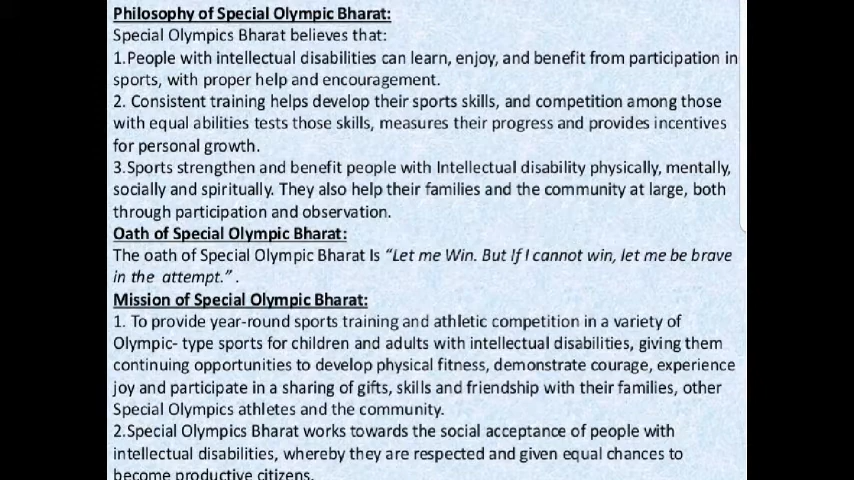 Philosophy of Special Olympic Bharat:
Special Olympics Bharat believes that:
1.People with intellectual disabilities can learn, enjoy, and benefit from participation in
sports, with proper help and encouragement.
2. Consistent training helps develop their sports skills, and competition among those
with equal abilities tests those skills, measures their progress and provides incentives
for personal growth.
3.Sports strengthen and benefit people with Intellectual disability physically, mentally,
socially and spiritually. They also help their families and the community at large, both
through participation and observation.
Oath of Special Olympic Bharat:
The oath of Special Olympic Bharat Is “Let me Win. But If I cannot win, let me be brave
in the attempt.” .
Mission of Special Olympic Bharat:
1. To provide year-round sports training and athletic competition in a variety of
Olympic- type sports for children and adults with intellectual disabilities, giving them
continuing opportunities to develop physical fitness, demonstrate courage, experience
joy and participate in a sharing of gifts, skills and friendship with their families, other
Special Olympics athletes and the community.
2.Special Olympics Bharat works towards the social acceptance of people with
intellectual disabilities, whereby they are respected and given equal chances to
become productive citizens.